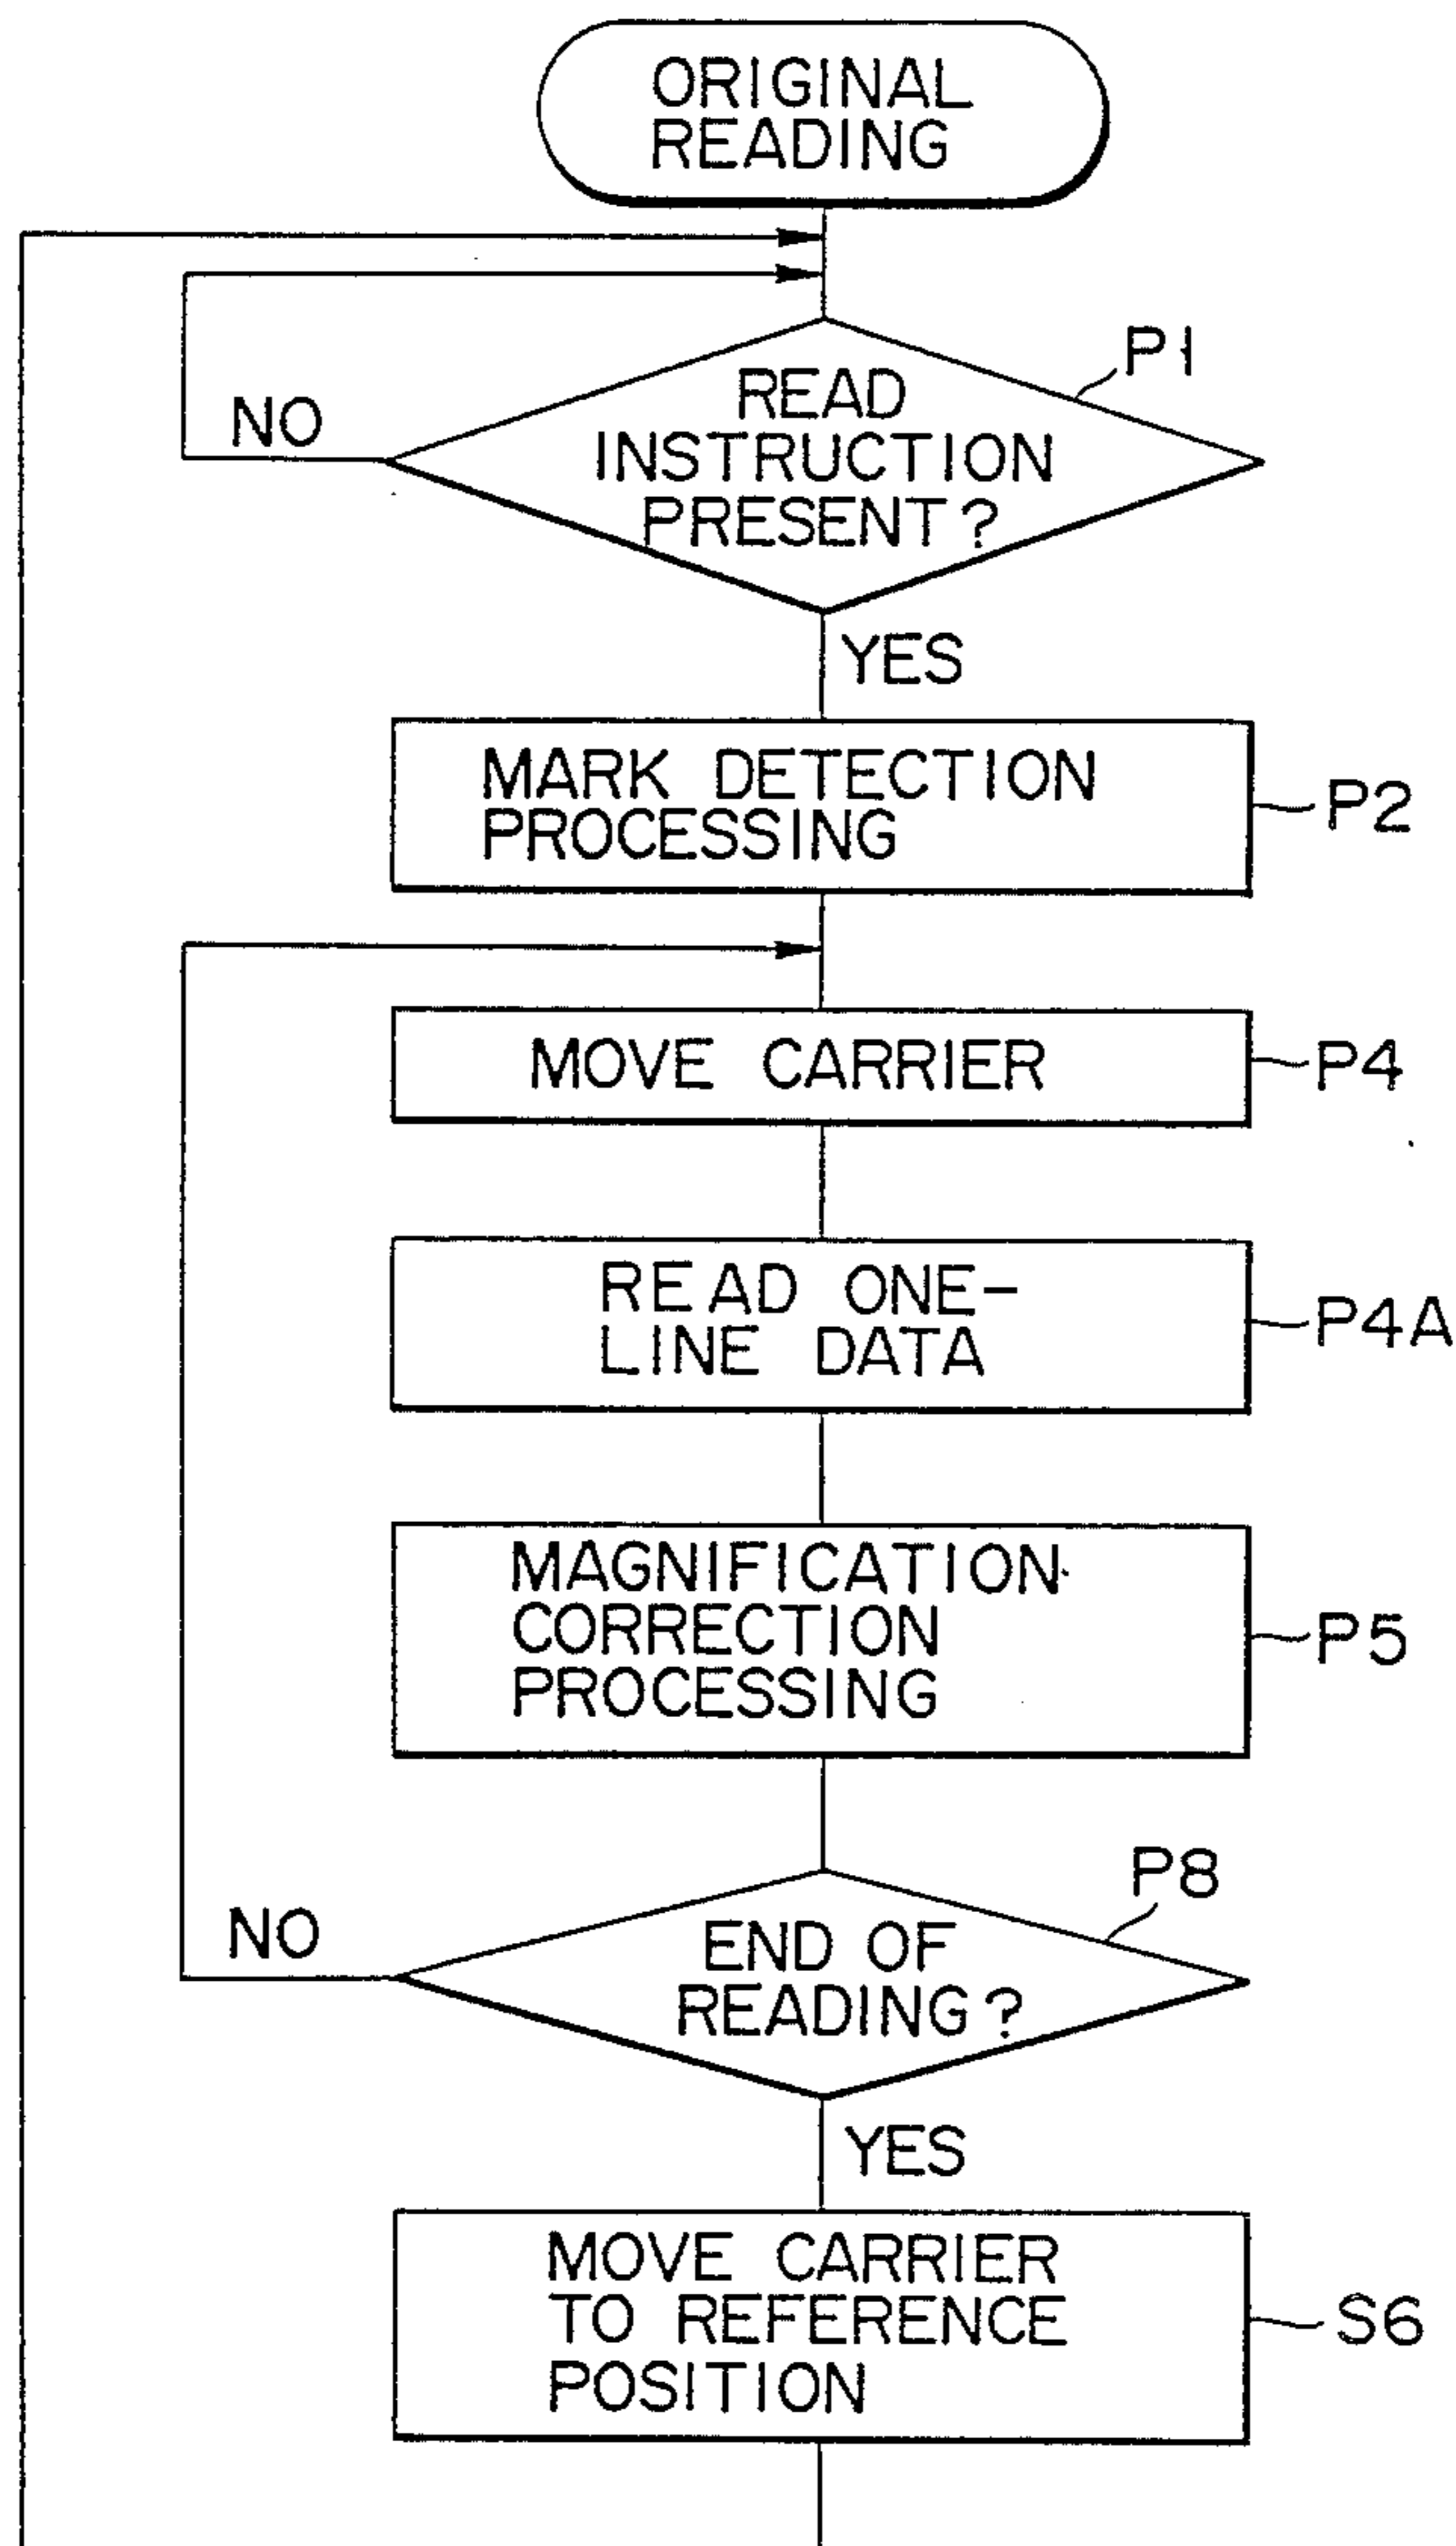 ORIGINAL
READING
P1
READ
NO
INSTRUCTION
PRESENT?
YES
MARK DETECTION
PROCESSING
P2
MOVE CARRIER
P4
READ ONE-
LINE DATA
P4A
MAGNIFICATION
CORRECTION
PROCESSING
P5
P8
NO
END OF
READING?
YES
MOVE CARRIER
TO REFERENCE
POSITION
S6